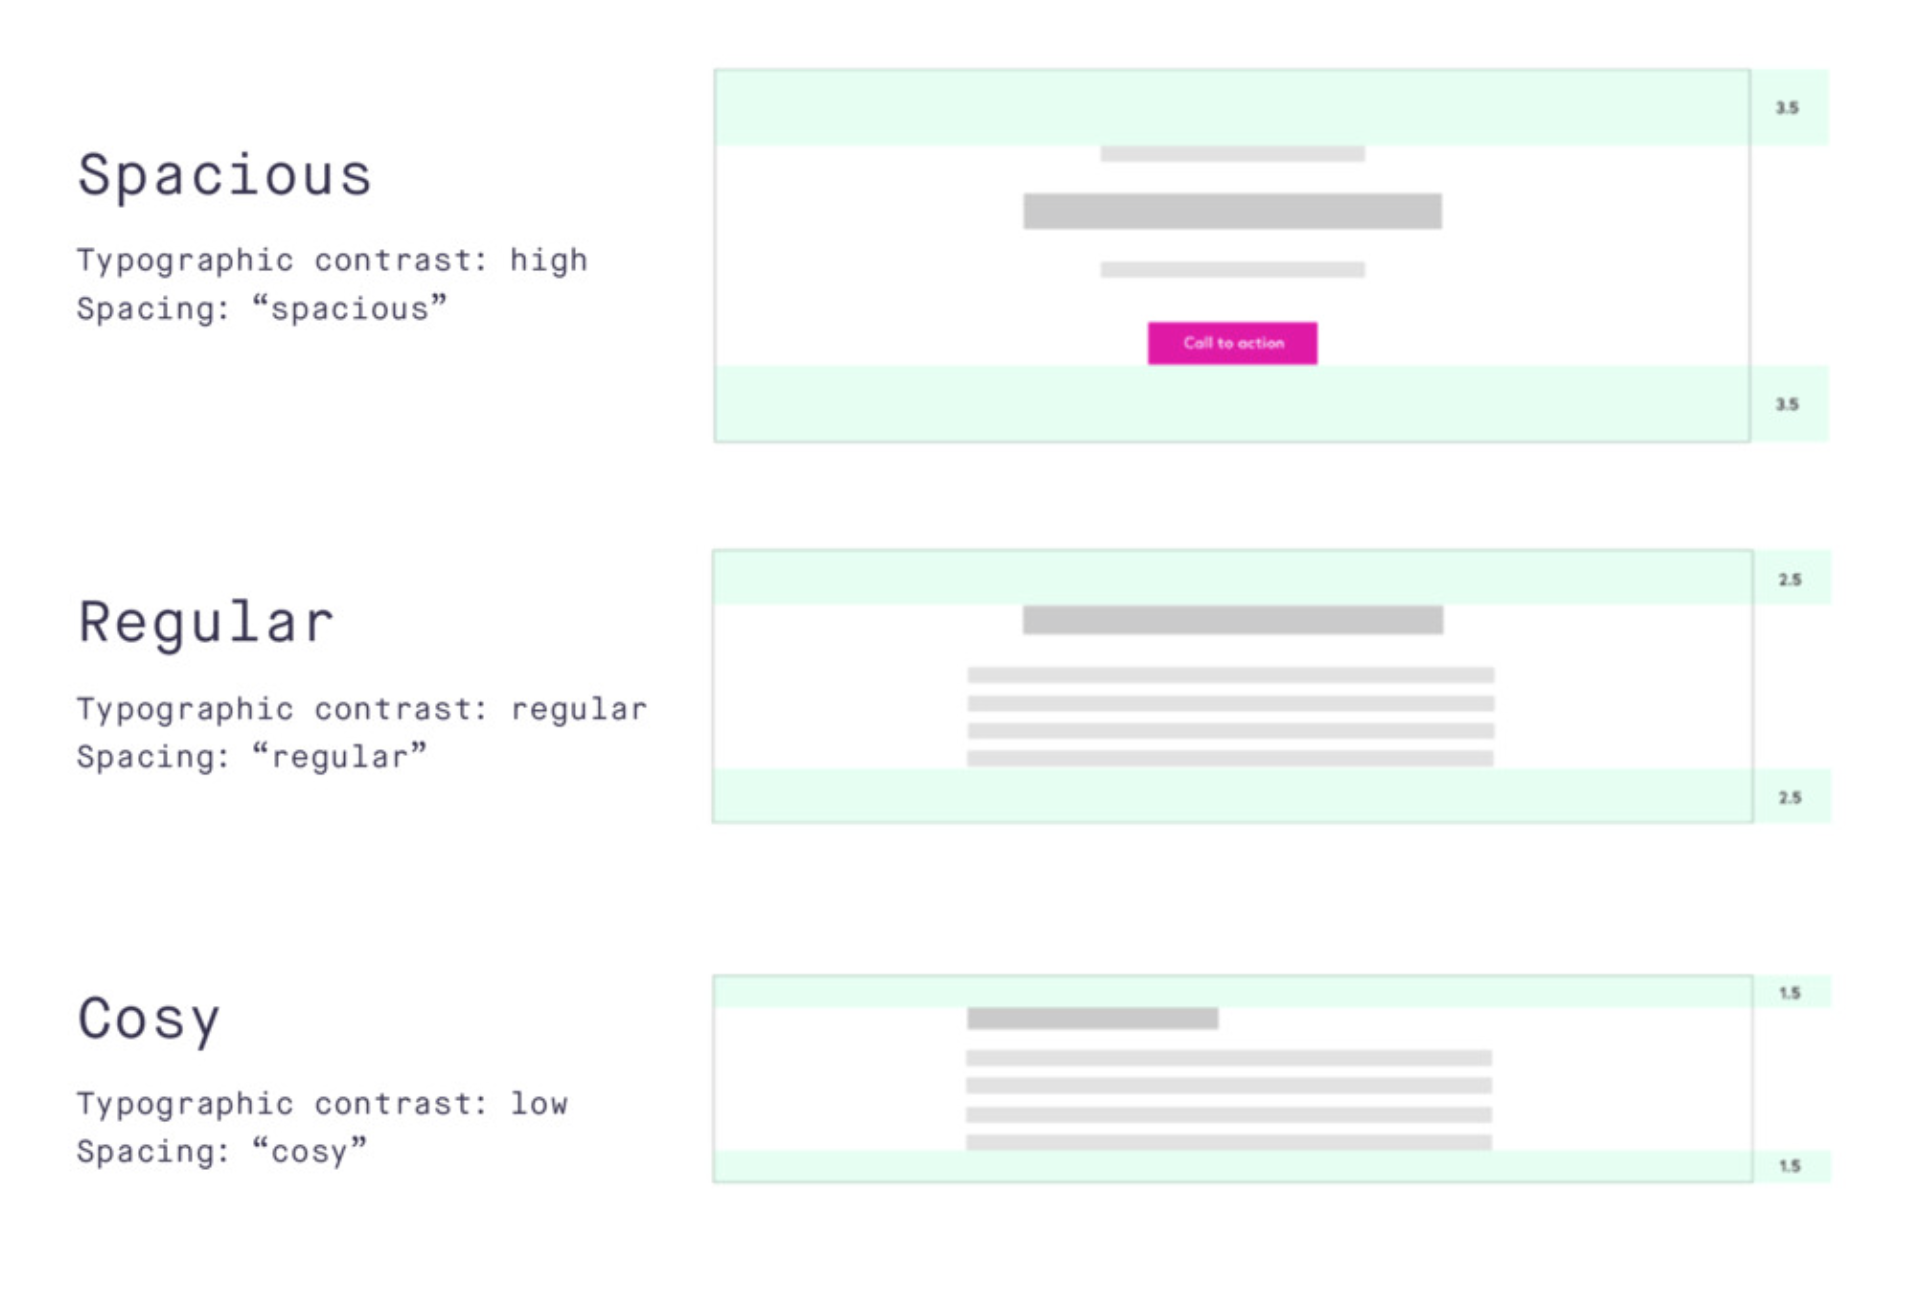 Spacious
Typographic contrast: high
Spacing: “spacious”
3.5
Call to action
3.5
Regular
Typographic contrast: regular
Spacing: “regular”
2.5
2.5
Cosy
Typographic contrast: low
Spacing: “cosy”
1.5
1.5